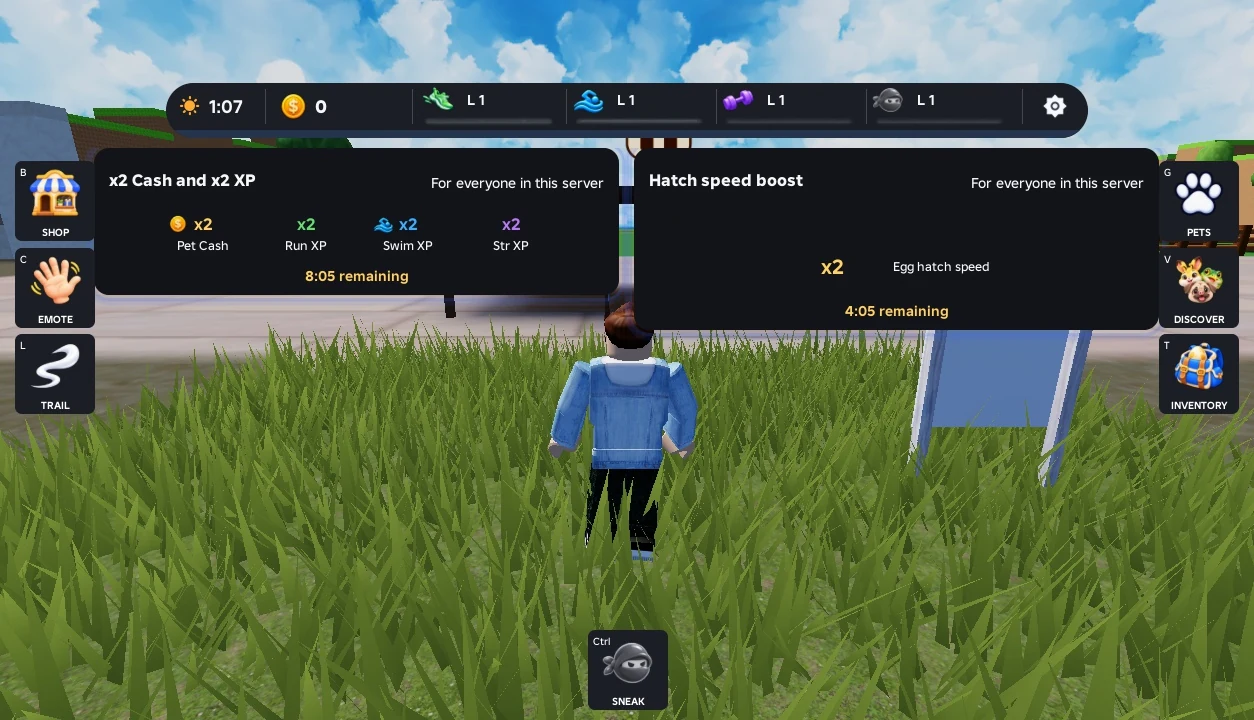 1:07
0
L 1
L 1
L 1
L 1
B
SHOP
C
EMOTE
L
TRAIL
x2 Cash and x2 XP
For everyone in this server
x2
Pet Cash
x2
Run XP
x2
Swim XP
x2
Str XP
8:05 remaining
Hatch speed boost
For everyone in this server
x2
Egg hatch speed
4:05 remaining
G
PETS
V
DISCOVER
T
INVENTORY
Ctrl
SNEAK